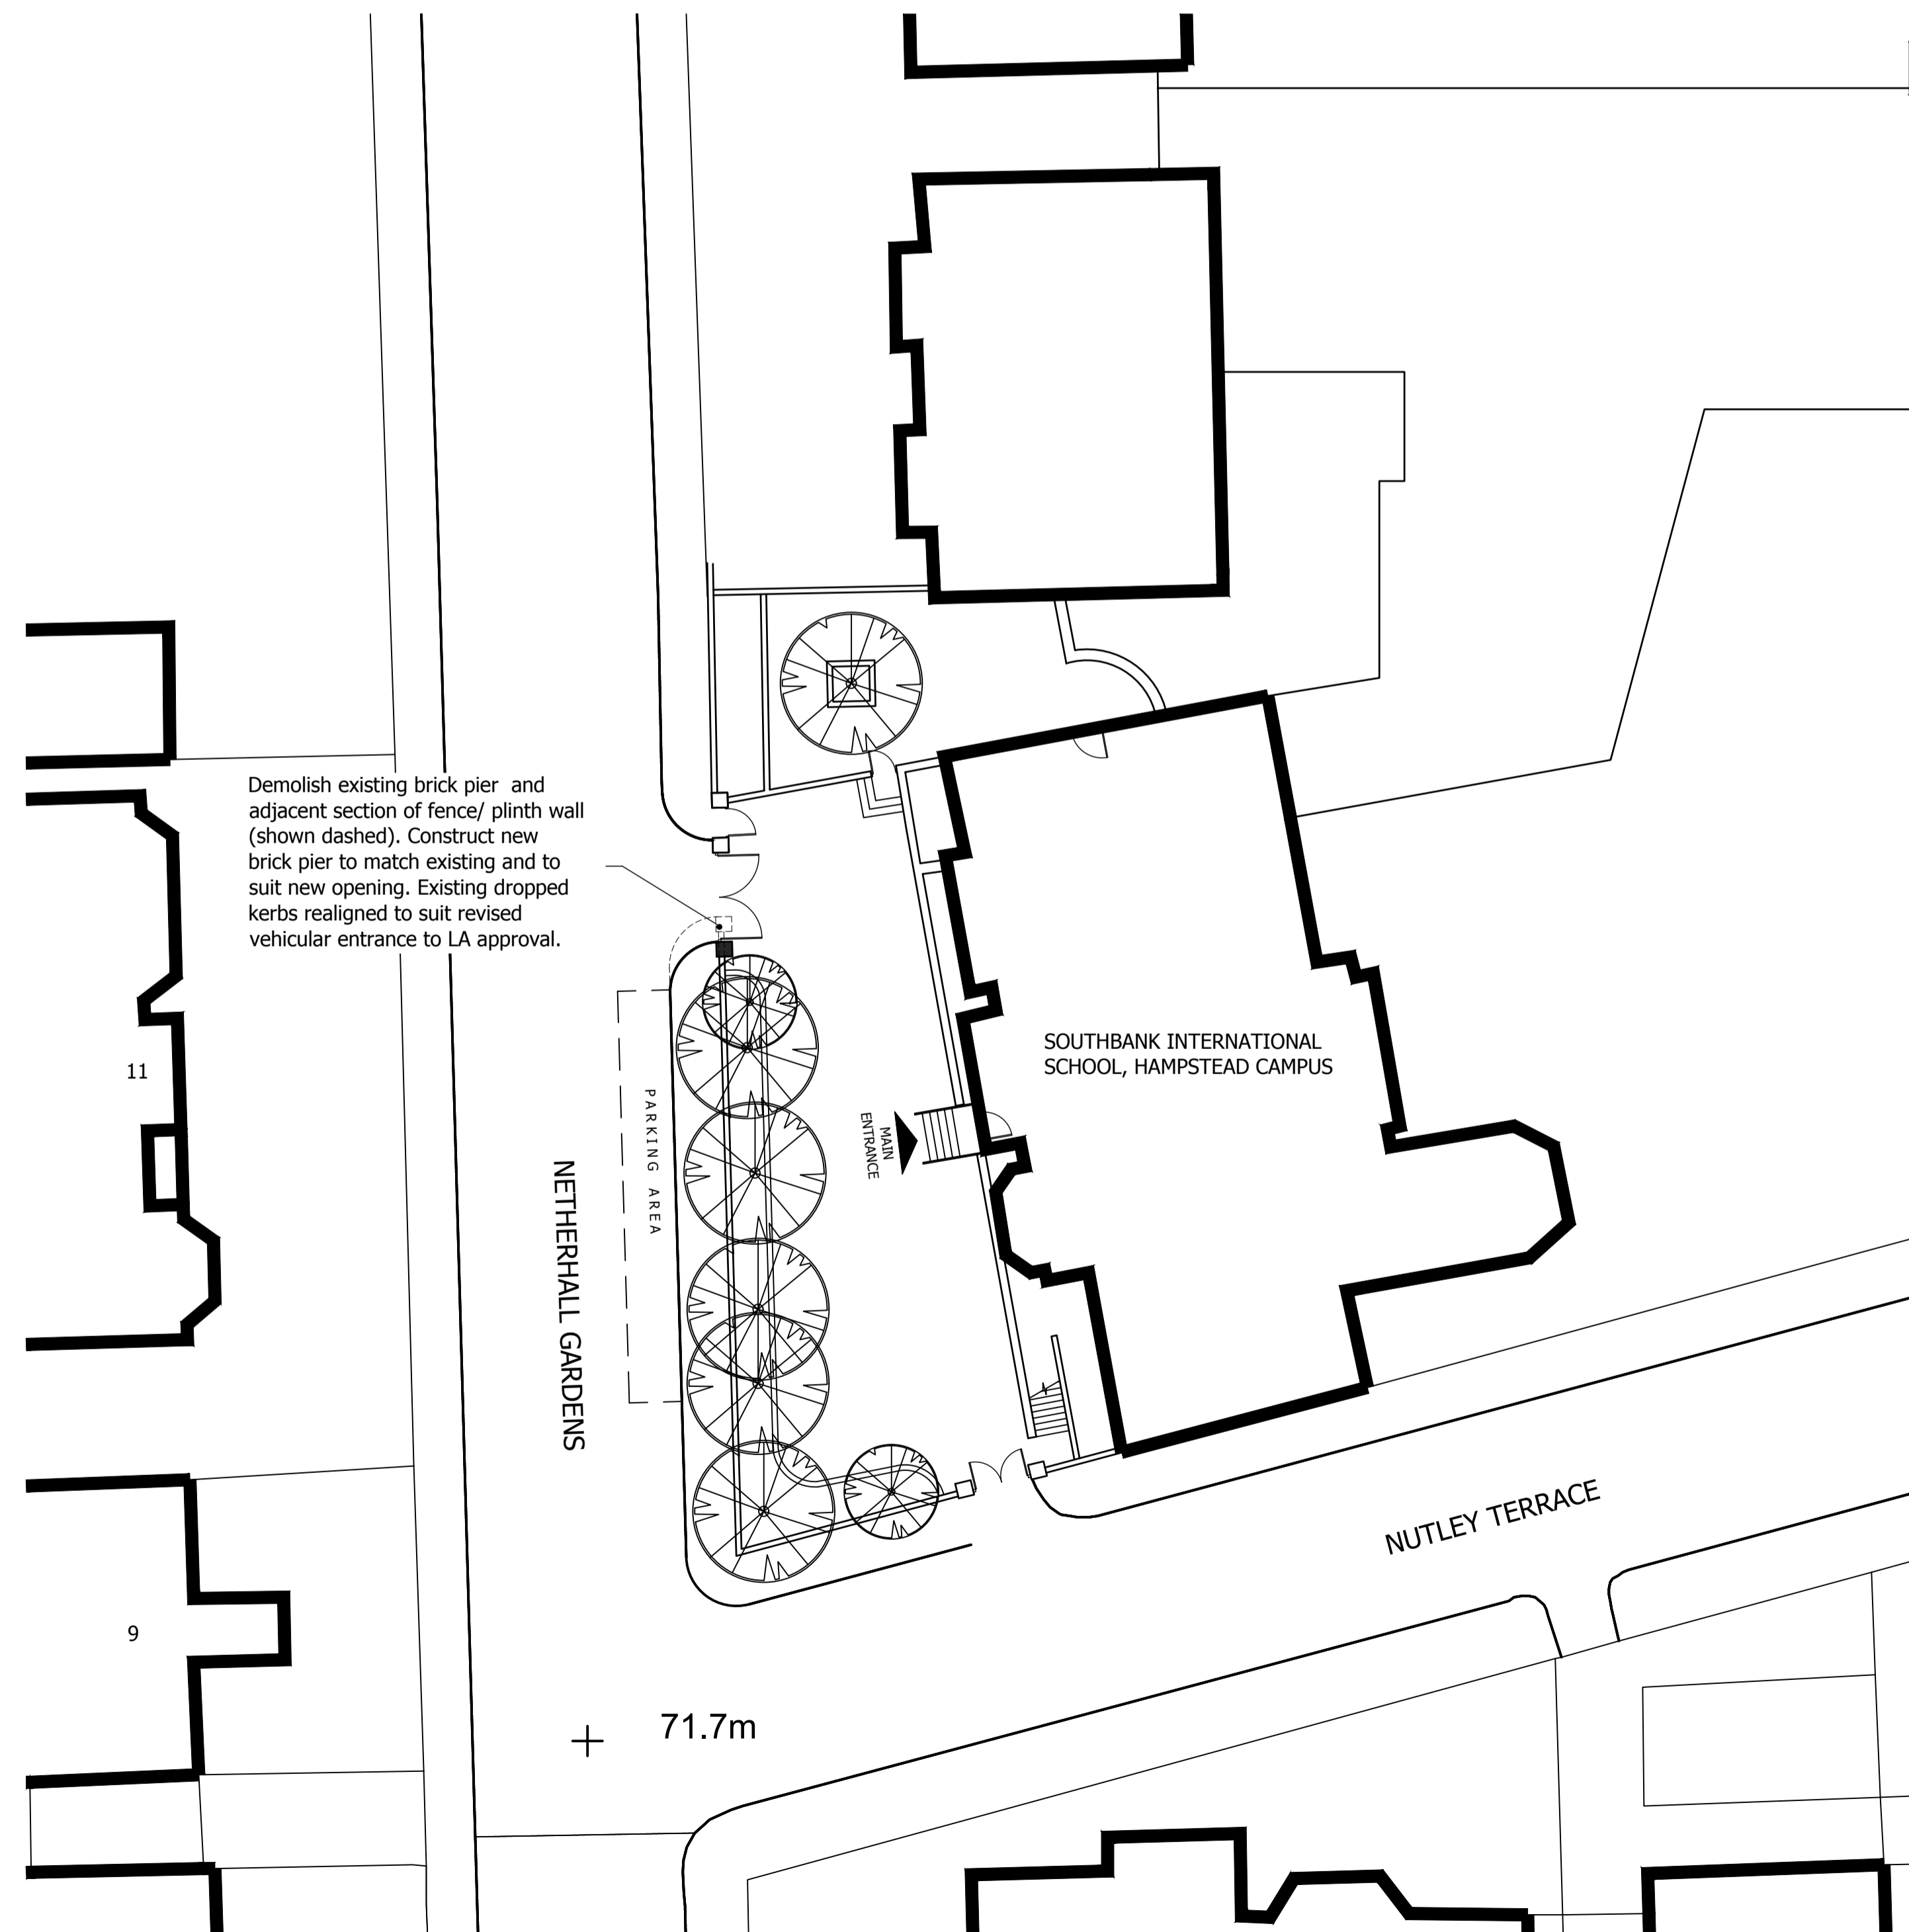 Demolish existing brick pier and
adjacent section of fence/ plinth wall
(shown dashed). Construct new
brick pier to match existing and to
suit new opening. Existing dropped
kerbs realigned to suit revised
vehicular entrance to LA approval.
11
SOUTHBANK INTERNATIONAL
SCHOOL, HAMPSTEAD CAMPUS
PARKING AREA
MAIN
ENTRANCE
NETHERHALL GARDENS
NUTLEY TERRACE
9
71.7m